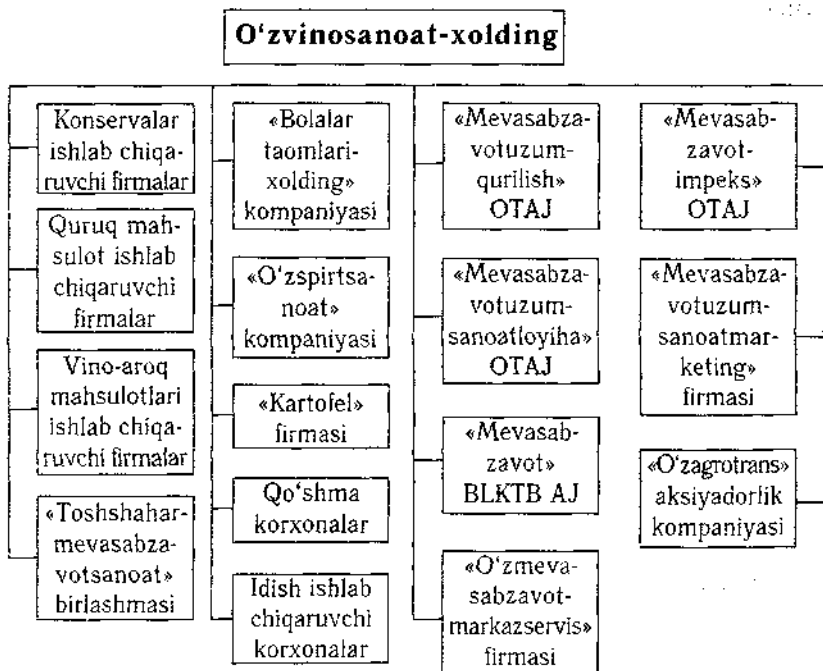 O‘zvinosanoat-xolding
Konservalar
ishlab chiqa-
ruvchi firmalar
Quruq mah-
sulot ishlab
chiqaruvchi
firmalar
Vino-aroq
mahsulotlari
ishlab chiqa-
ruvchi firmalar
«Toshshahar-
mevasabza-
votsanoat»
birlashmasi
«Bolalar
taomlari-
xolding»
kompaniyasi
«O‘zspirtsa-
noat»
kompaniyasi
«Kartofel»
firmasi
Qo‘shma
korxonalar
Idish ishlab
chiqaruvchi
korxonalar
«Mevasabza-
votuzum-
qurilish»
OTAJ
«Mevasabza-
votuzum-
sanoatloyiha»
OTAJ
«Mevasab-
zavot»
BLKTB AJ
«O‘zmeva-
sabzavot-
markazservis»
firmasi
«Mevasab-
zavot-
impeks»
OTAJ
«Mevasabza-
votuzum-
sanoatmar-
keting»
firmasi
«O‘zagrotrans»
aksiyadorlik
kompaniyasi